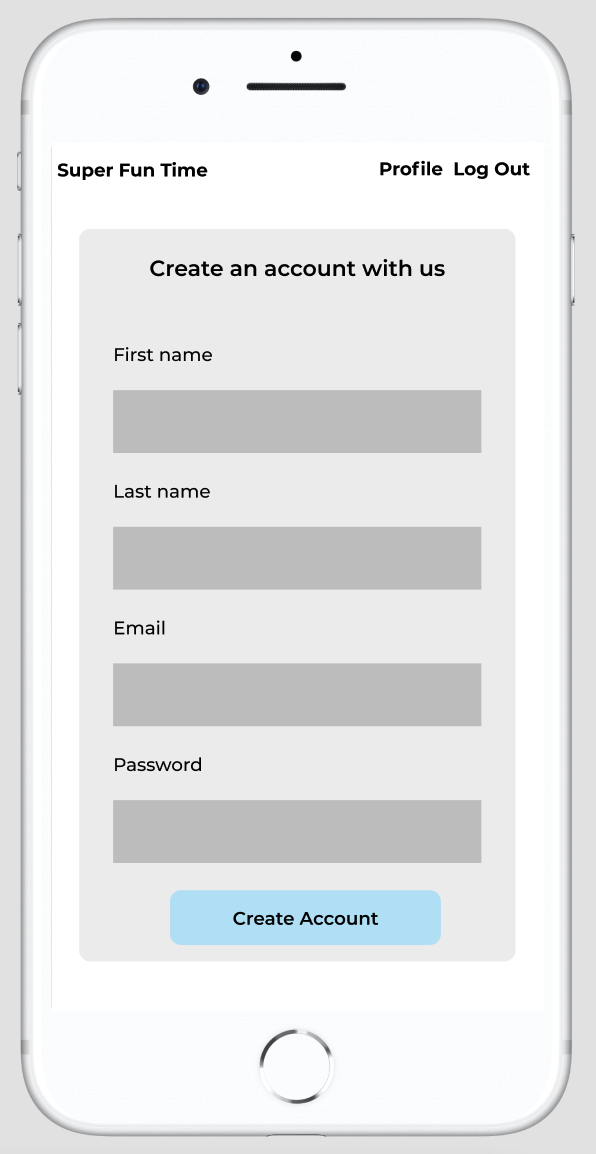 Super Fun Time Profile Log Out
Create an account with us
First name
Last name
Email
Password
Create Account